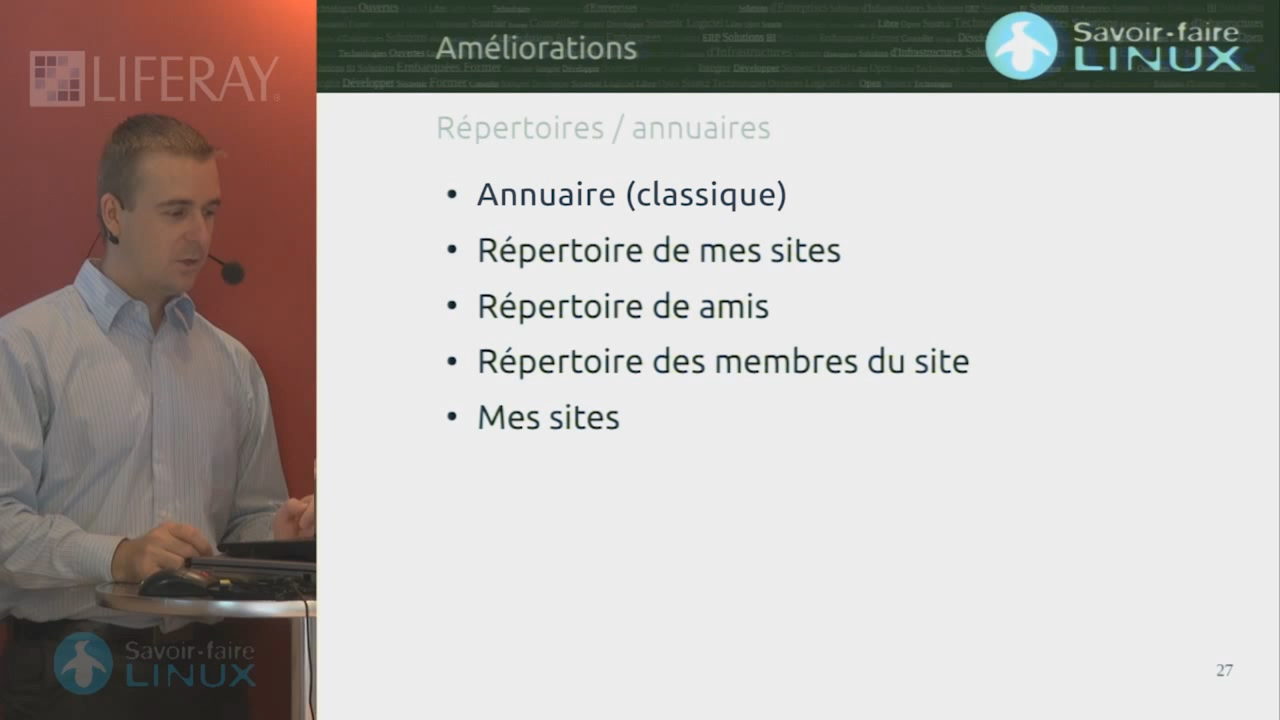 LIFERAY.
Améliorations
Savoir-faire
LINUX
Répertoires / annuaires
• Annuaire (classique)
• Répertoire de mes sites
• Répertoire de amis
• Répertoire des membres du site
• Mes sites
Savoir-faire
LINUX
27